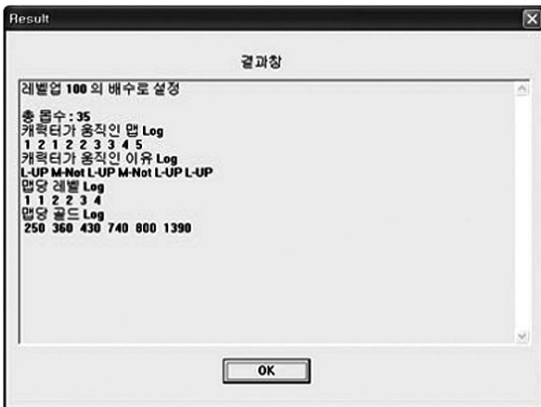 Result
결과창
레벨업 100 의 배수로 설정
총 몹수 : 35
캐릭터가 움직인 맵 Log
1 2 1 2 2 3 3 4 5
캐릭터가 움직인 이유 Log
L-UP M-Not L-UP M-Not L-UP L-UP
맵당 레벨 Log
1 1 2 2 3 4
맵당 골드 Log
250 360 430 740 800 1390
OK